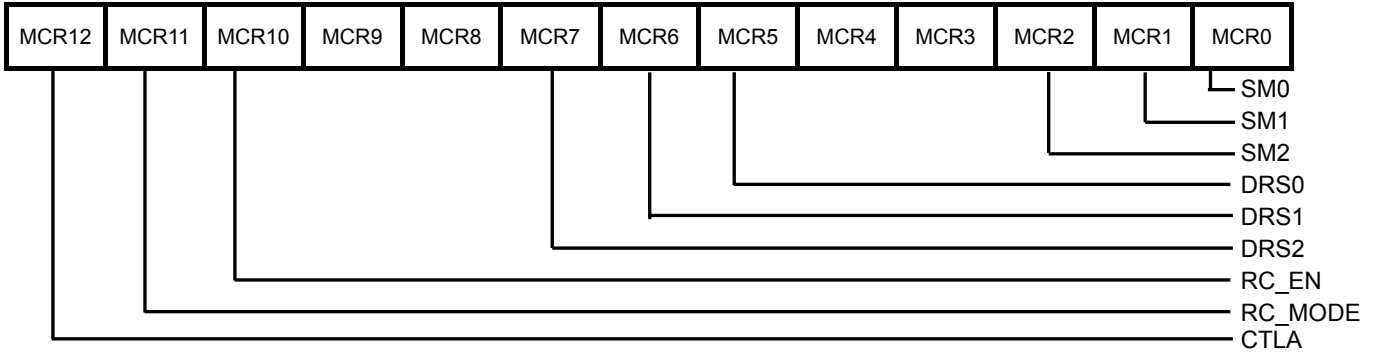 MCR12 MCR11 MCR10 MCR9 MCR8 MCR7 MCR6 MCR5 MCR4 MCR3 MCR2 MCR1 MCR0
SM0
SM1
SM2
DRS0
DRS1
DRS2
RC_EN
RC_MODE
CTLA